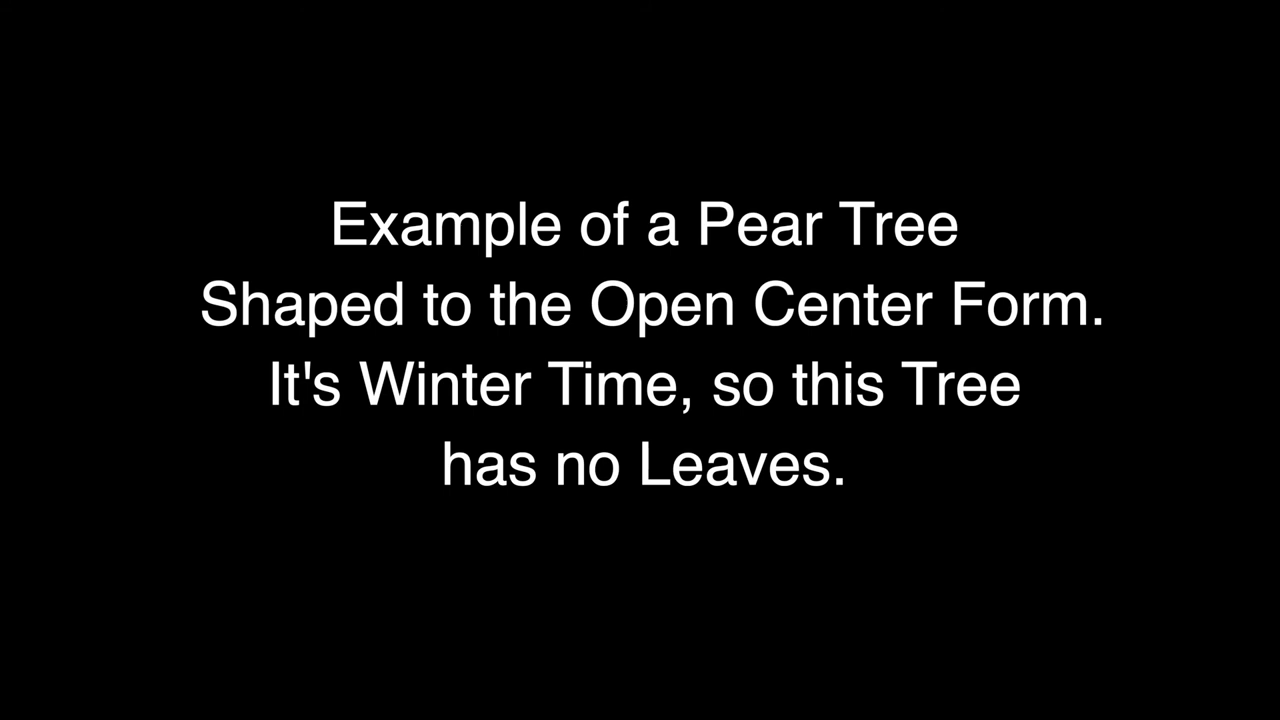 Example of a Pear Tree
Shaped to the Open Center Form.
It's Winter Time, so this Tree
has no Leaves.